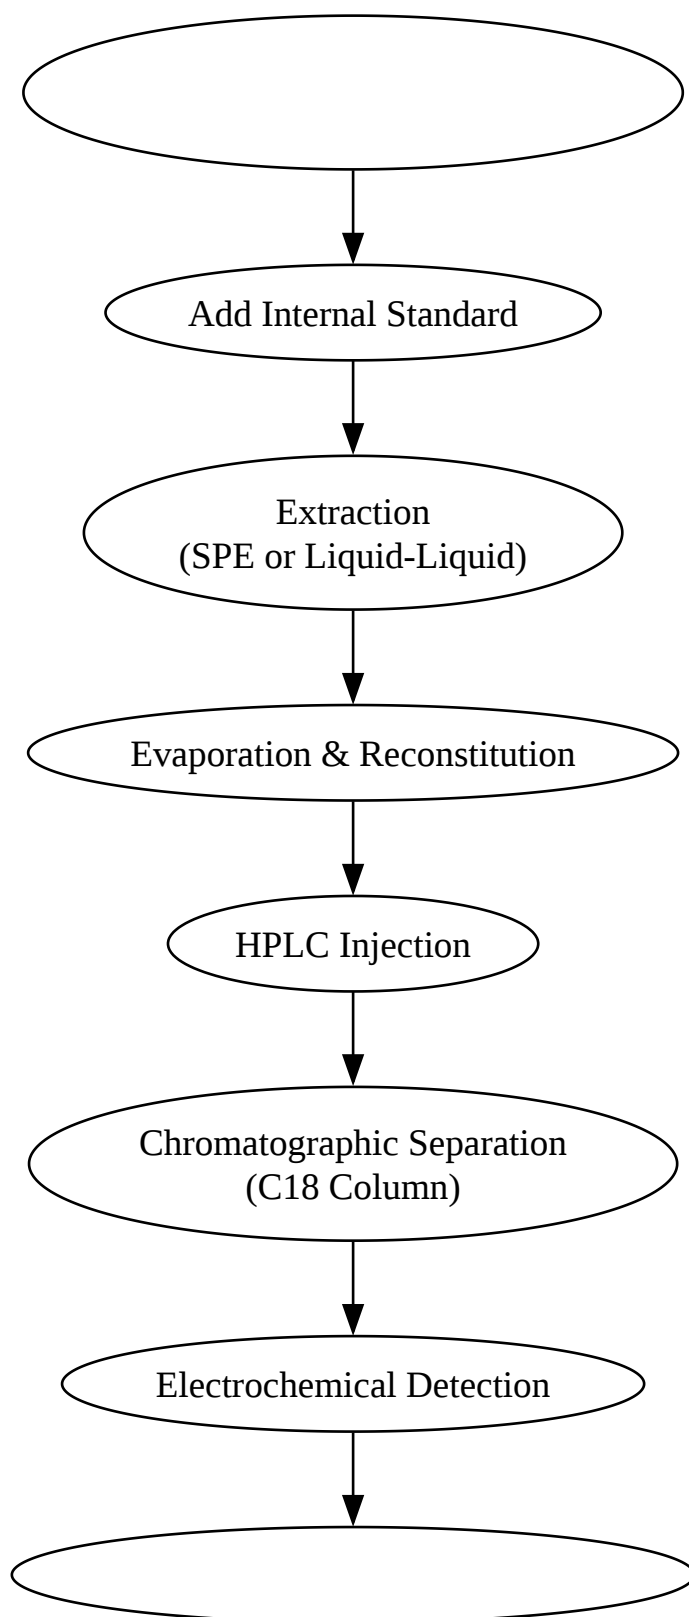 Add Internal Standard
Extraction
(SPE or Liquid-Liquid)
Evaporation & Reconstitution
HPLC Injection
Chromatographic Separation
(C18 Column)
Electrochemical Detection